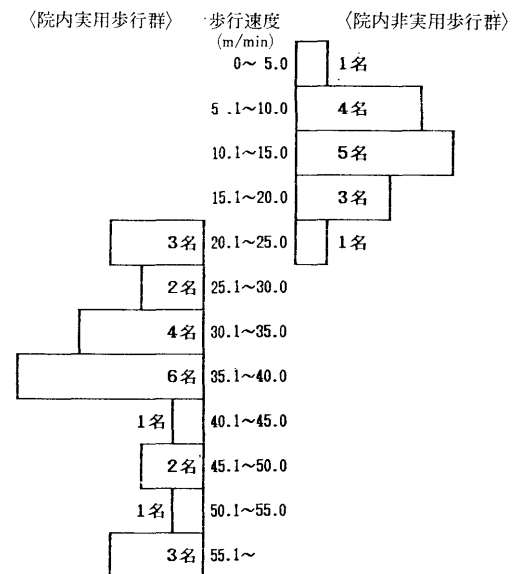 〈院内実用歩行群〉 歩行速度 〈院内非実用歩行群〉
(m/min)
0~ 5.0 1名
5 .1~10.0 4名
10.1~15.0 5名
15.1~20.0 3名
3名 20.1~25.0 1名
2名 25.1~30.0
4名 30.1~35.0
6名 35.1~40.0
1名 40.1~45.0
2名 45.1~50.0
1名 50.1~55.0
3名 55.1~